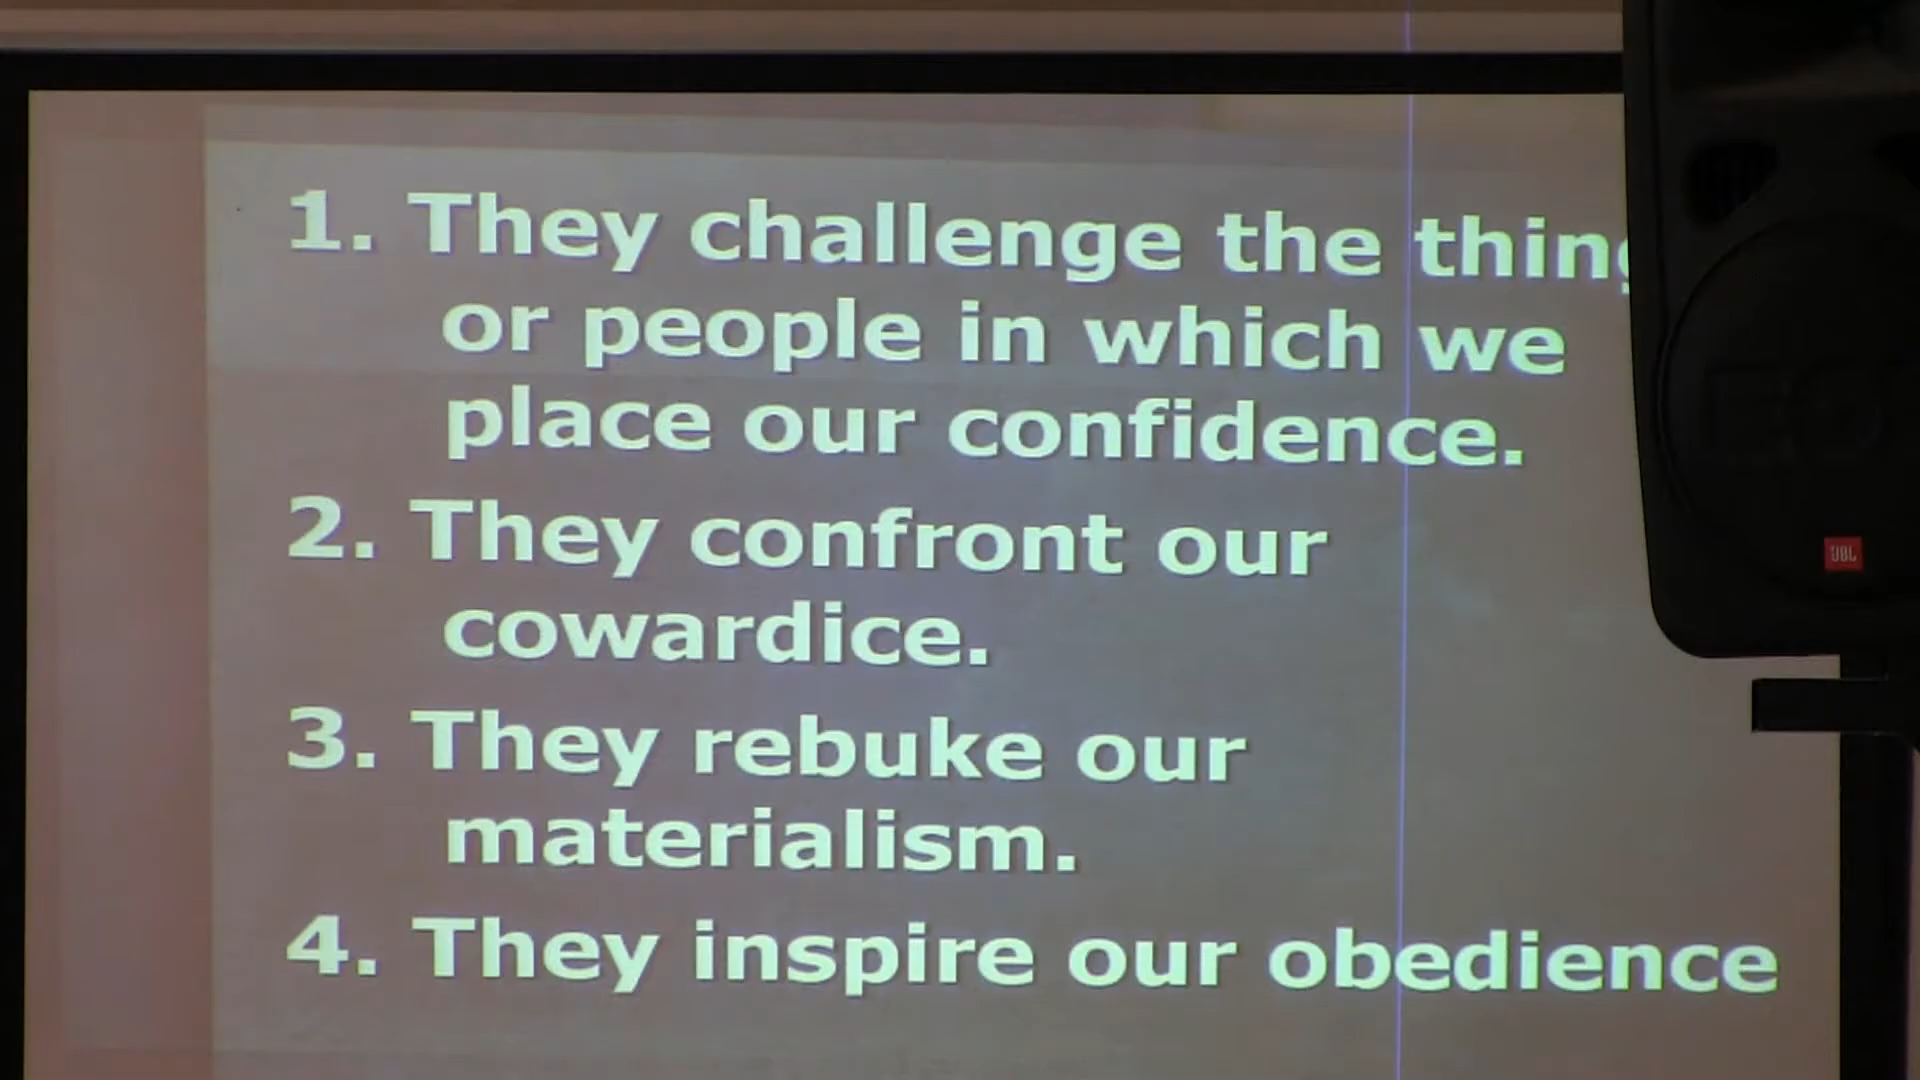 1. They challenge the
or people in which we
place our confidence.
2. They confront our
cowardice.
3. They rebuke our
materialism.
4. They inspire our obedience
JBL